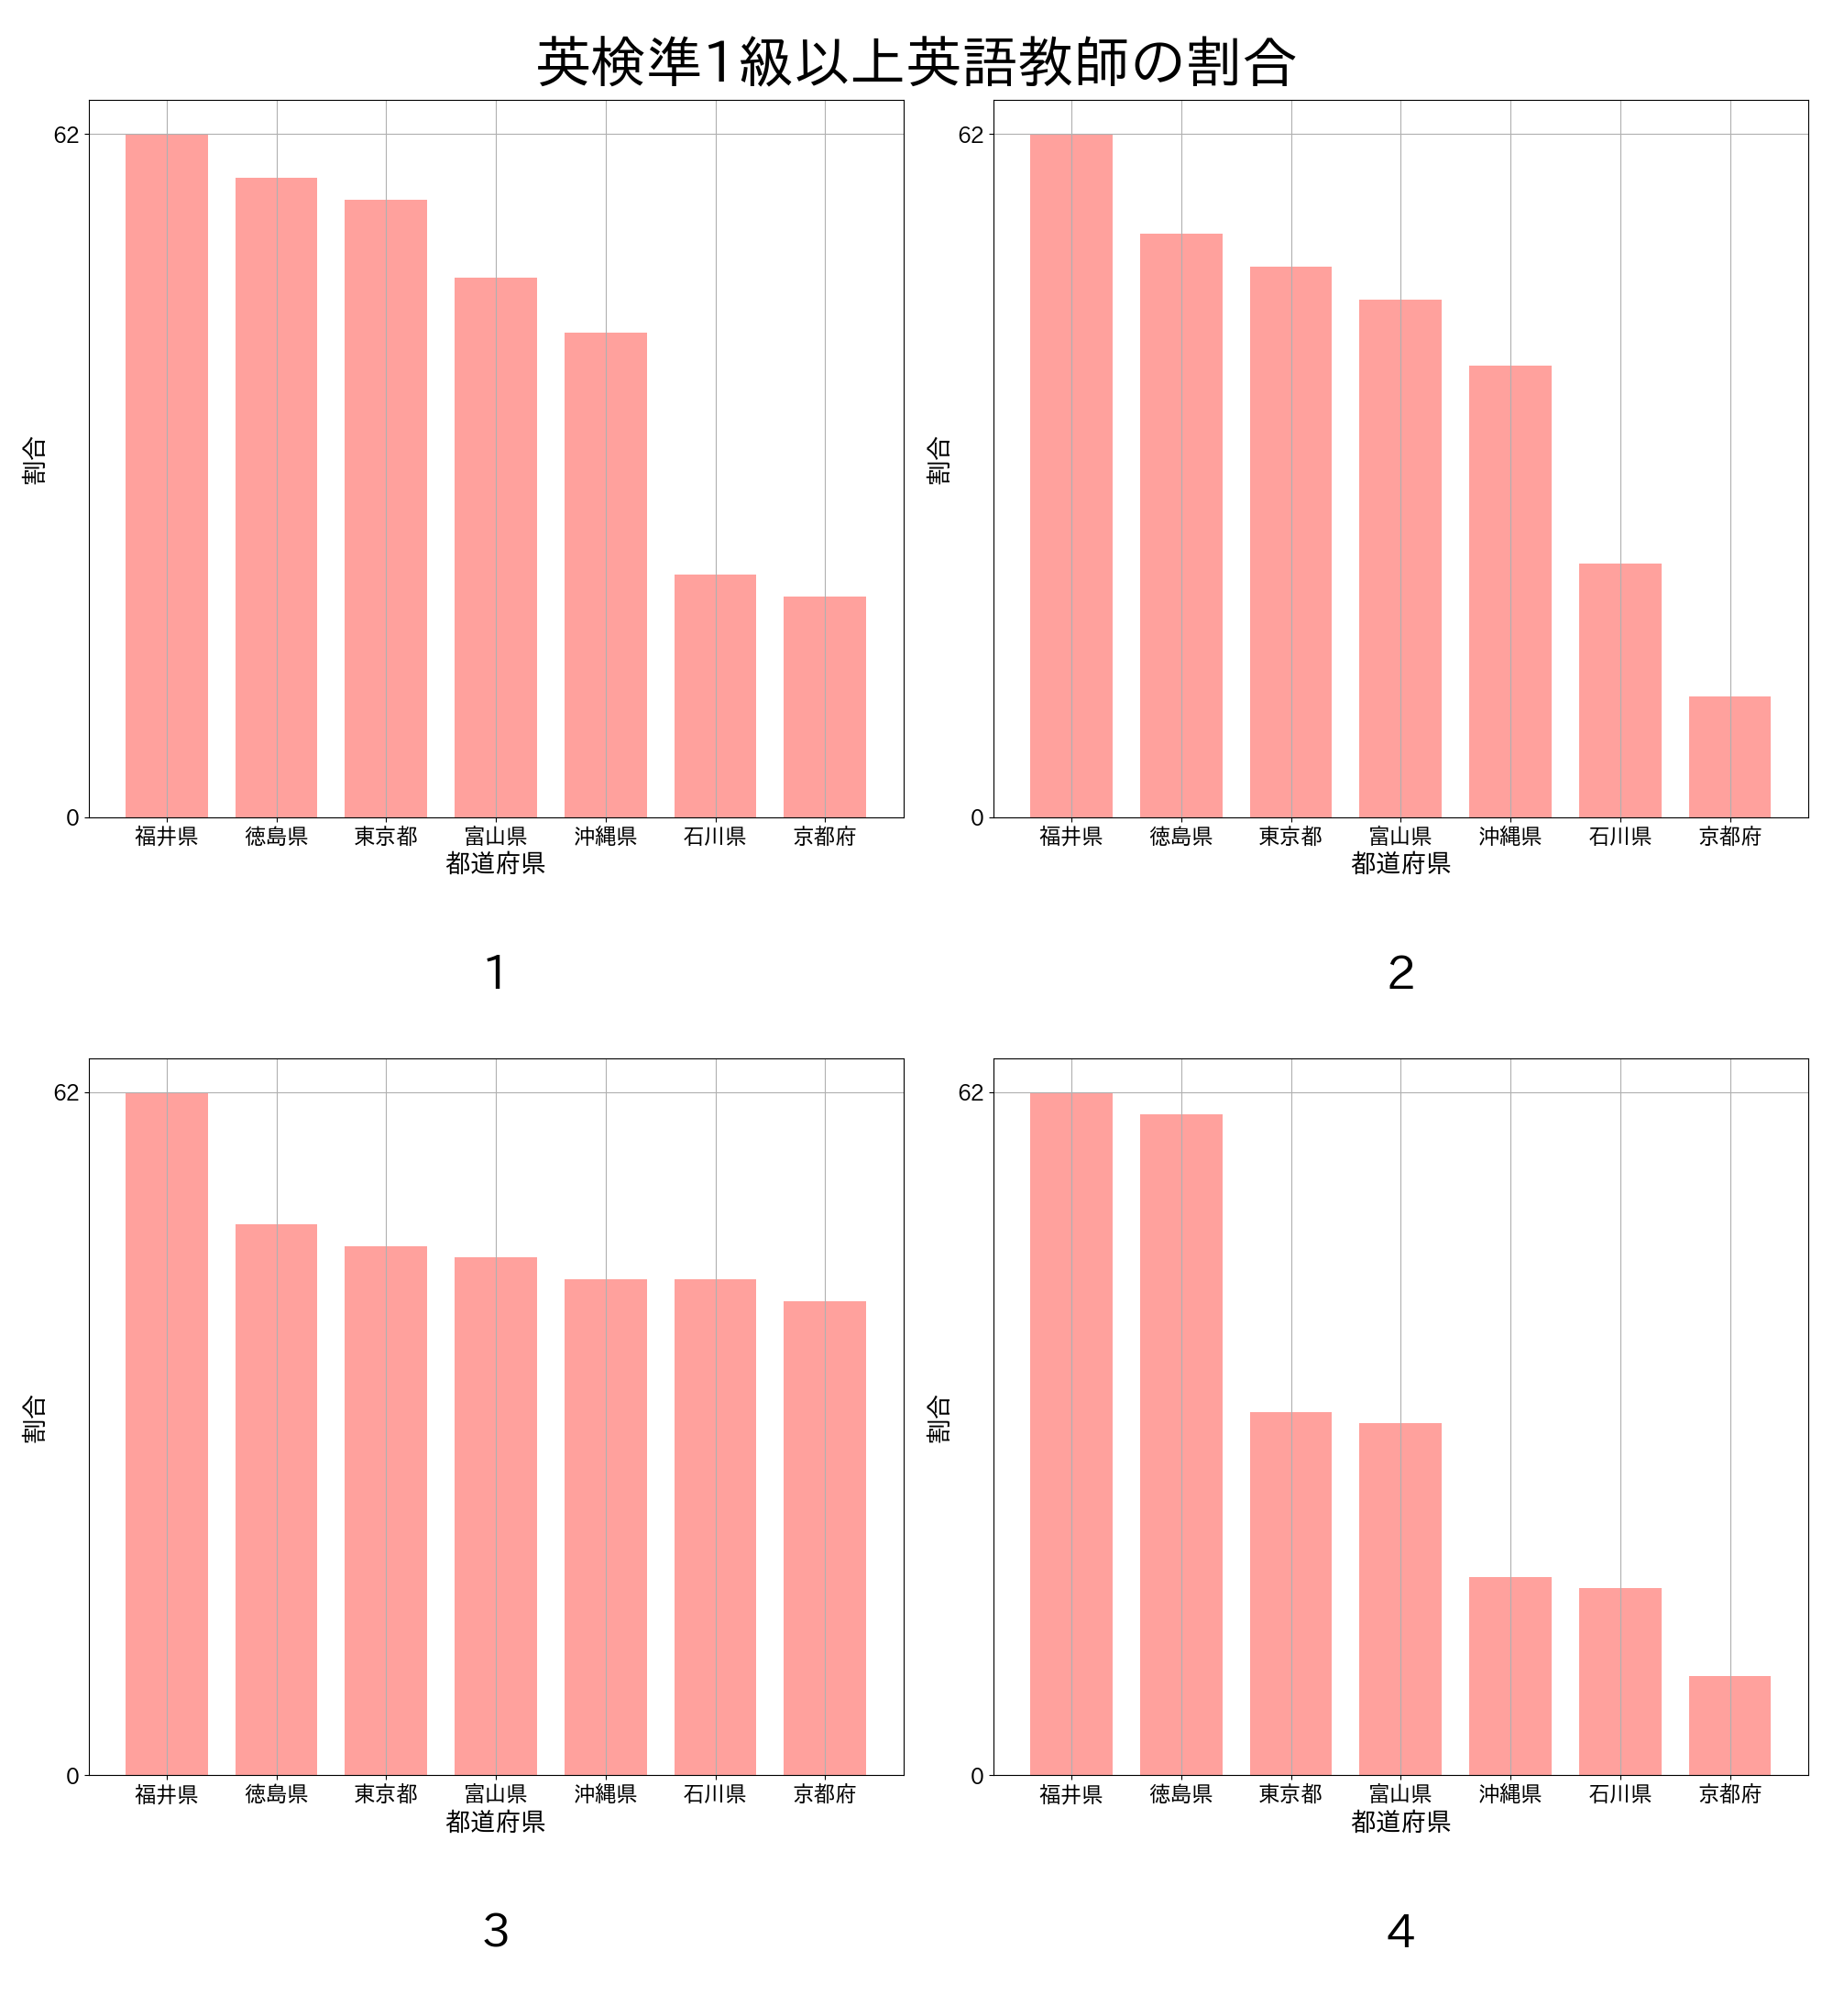 英検準1級以上英語教師の割合
62
0
割合
福井県 徳島県 東京都 富山県 沖縄県 石川県 京都府
都道府県
1
62
0
割合
福井県 徳島県 東京都 富山県 沖縄県 石川県 京都府
都道府県
2
62
0
割合
福井県 徳島県 東京都 富山県 沖縄県 石川県 京都府
都道府県
3
62
0
割合
福井県 徳島県 東京都 富山県 沖縄県 石川県 京都府
都道府県
4